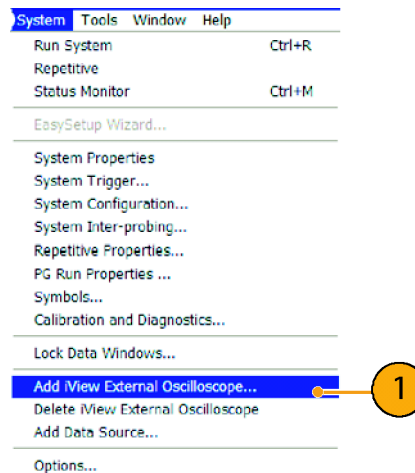 System Tools Window Help
Run System Ctrl+R
Repetitive
Status Monitor Ctrl+M
EasySetup Wizard...
System Properties
System Trigger...
System Configuration...
System Inter-probing...
Repetitive Properties...
PG Run Properties ...
Symbols...
Calibration and Diagnostics...
Lock Data Windows...
Add iView External Oscilloscope...
1
Delete iView External Oscilloscope
Add Data Source...
Options...